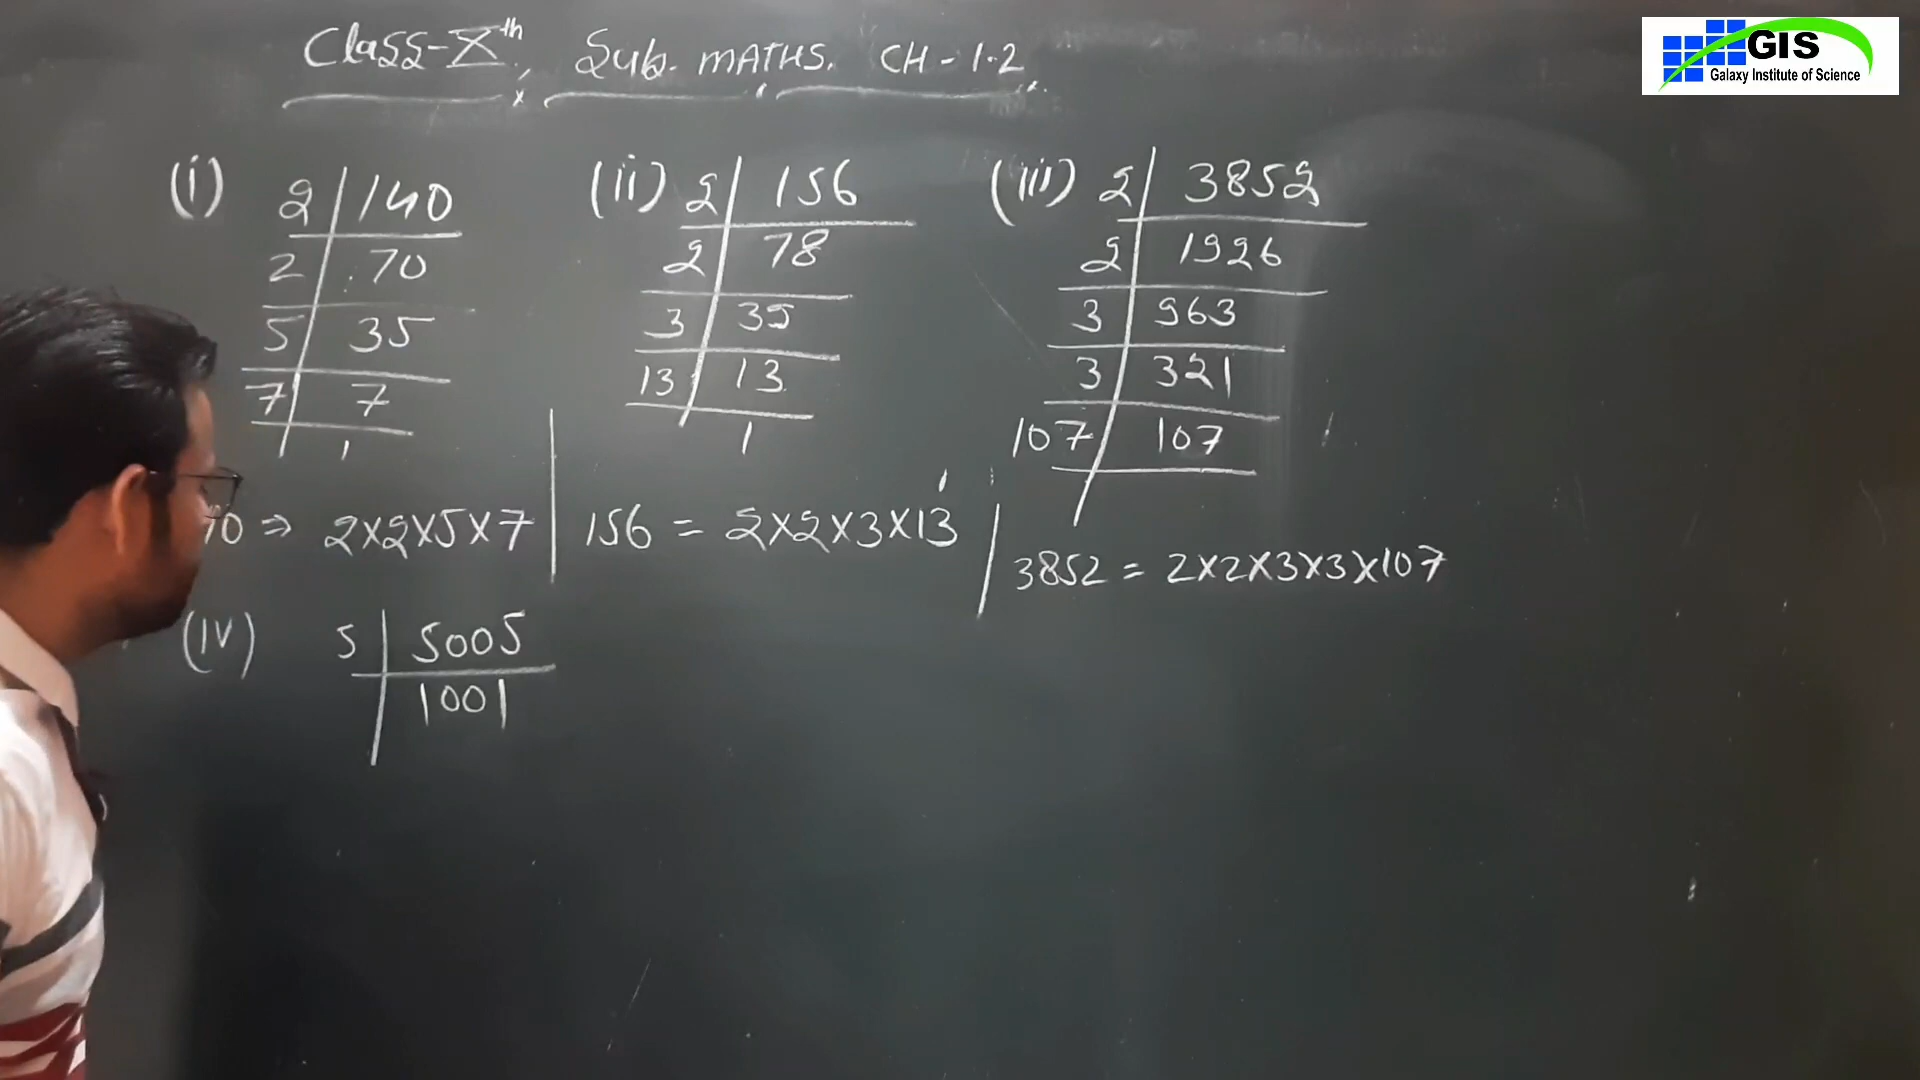 Class-Xth, Sub. MATHS. CH-1.2
GIS
Galaxy Institute of Science
(i) 2 | 140
2 | 70
5 | 35
7 | 7
1
(ii) 2 | 156
2 | 78
3 | 39
13 | 13
1
(iii) 2 | 3852
2 | 1926
3 | 963
3 | 321
107 | 107
⇒ 2×2×5×7
156 = 2×2×3×13
3852 = 2×2×3×3×107
(iv) 5 | 5005
1001